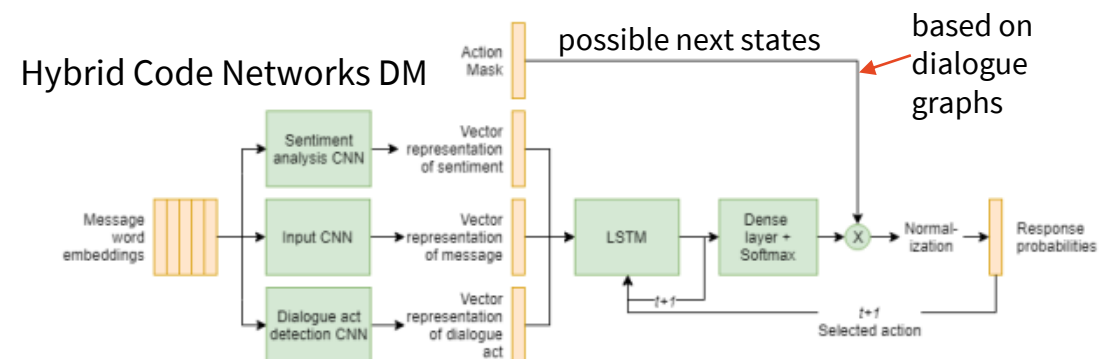 Hybrid Code Networks DM
Action
Mask
possible next states
based on
dialogue
graphs
Message
word
embeddings
Sentiment
analysis CNN
Vector
representation
of sentiment
Input CNN
Vector
representation
of message
Dialogue act
detection CNN
Vector
representation
of dialogue
act
LSTM
t+1
Dense
layer +
Softmax
X
Normal-
ization
Response
probabilities
t+1
Selected action